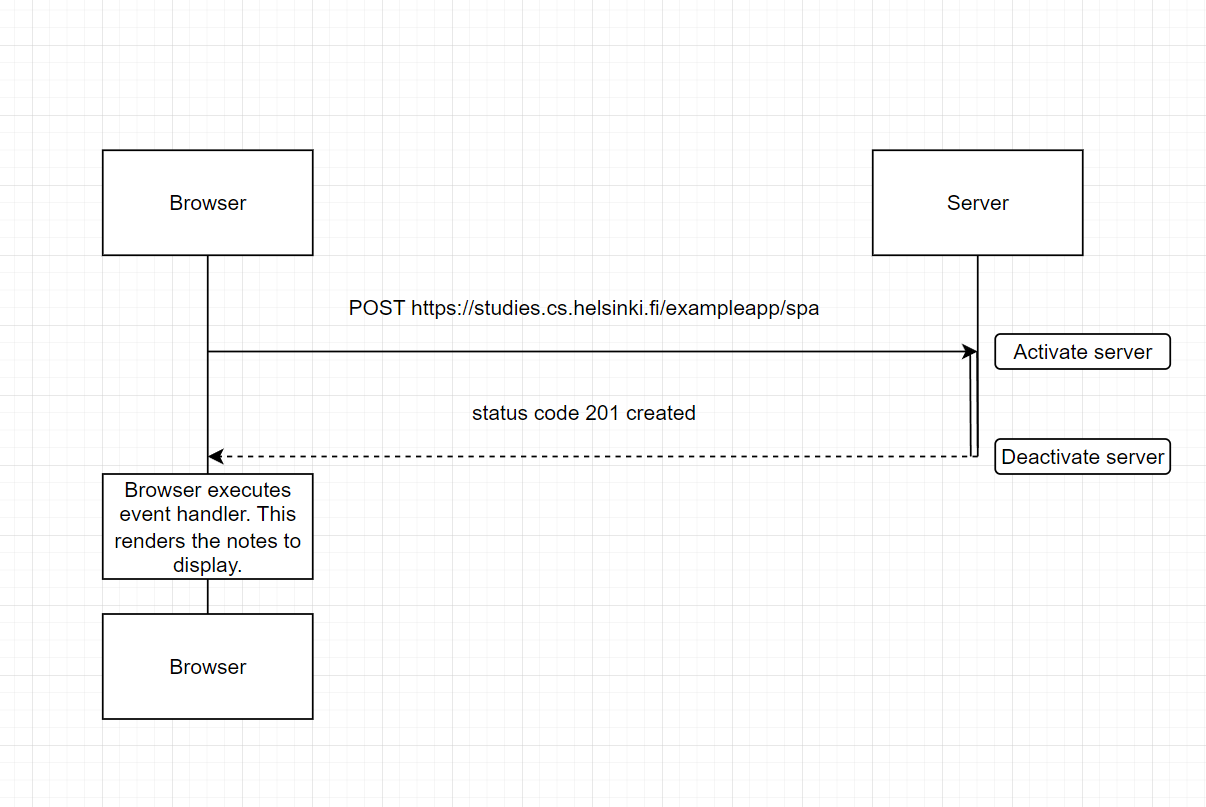 Browser
Server
POST https://studies.cs.helsinki.fi/exampleapp/spa
Activate server
status code 201 created
Deactivate server
Browser executes
event handler. This
renders the notes to
display.
Browser